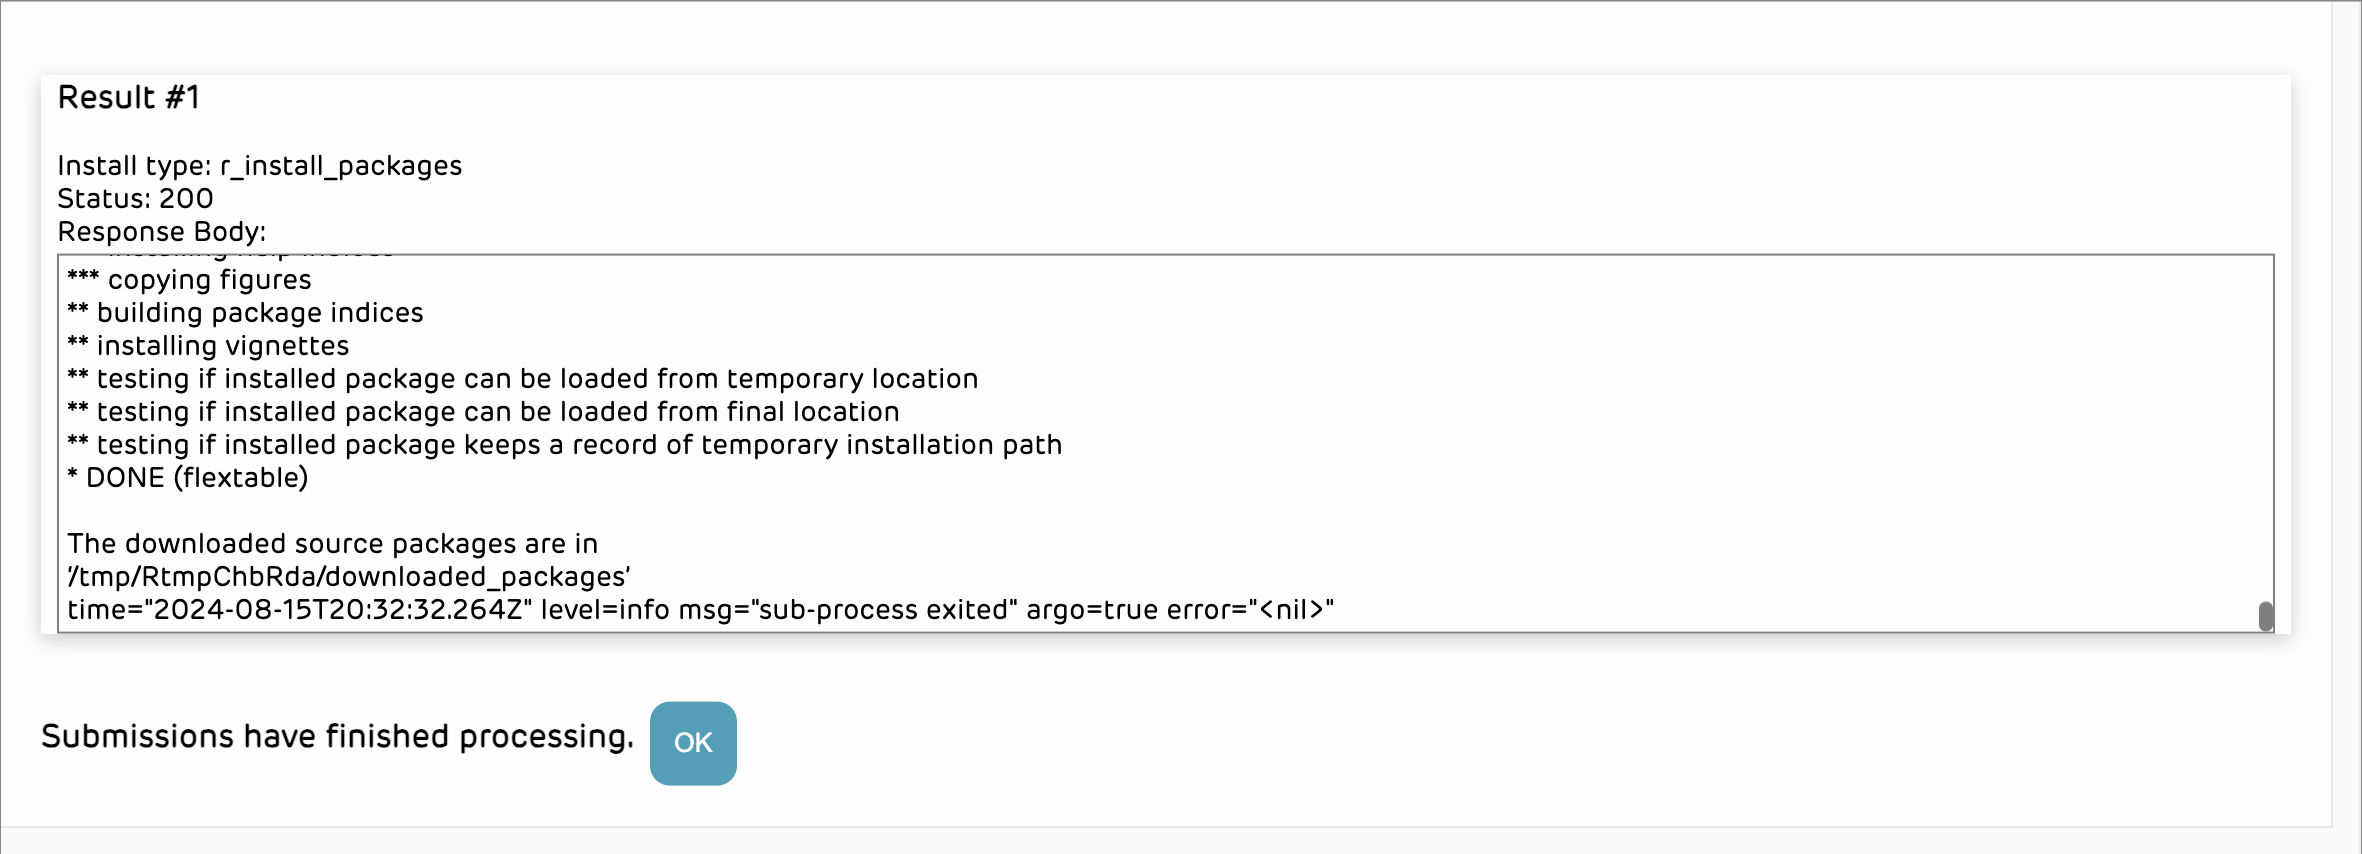 Result #1
Install type: r_install_packages
Status: 200
Response Body:
*** copying figures
** building package indices
** installing vignettes
** testing if installed package can be loaded from temporary location
** testing if installed package can be loaded from final location
** testing if installed package keeps a record of temporary installation path
* DONE (flextable)
The downloaded source packages are in
‘/tmp/RtmpChbRda/downloaded_packages’
time="2024-08-15T20:32:32.264Z" level=info msg="sub-process exited" argo=true error="<nil>"
Submissions have finished processing.
OK